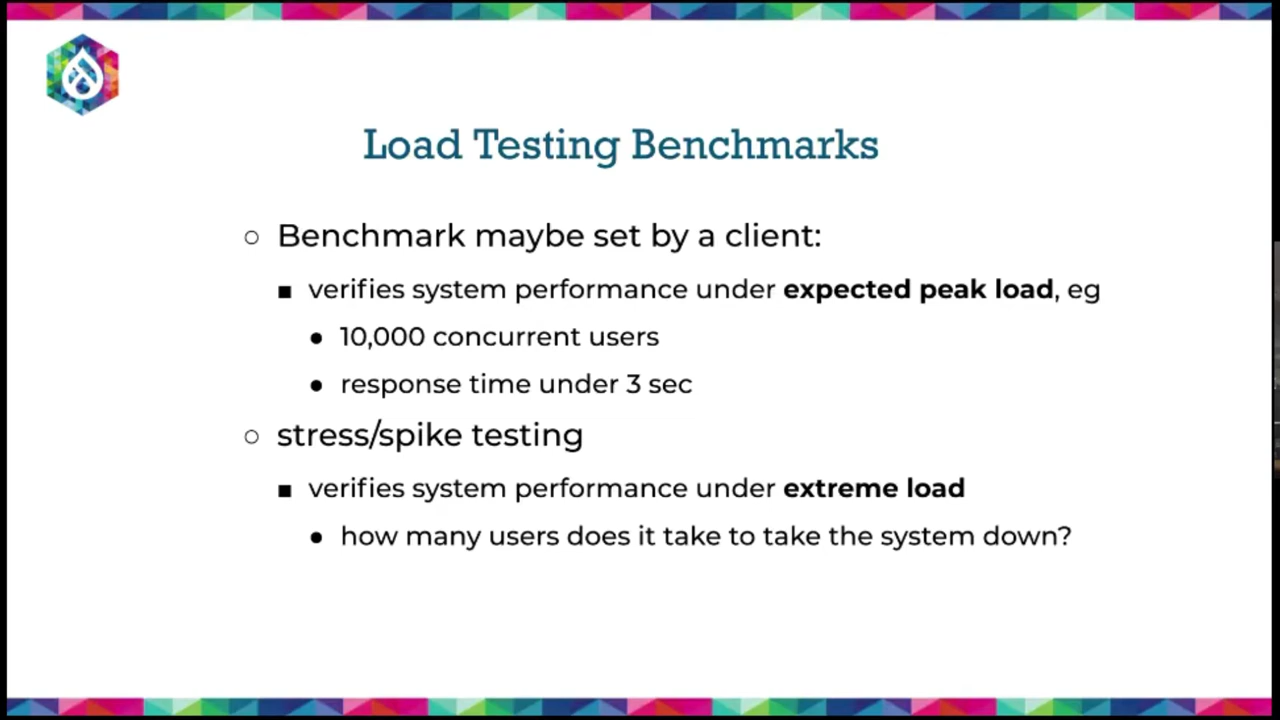 Load Testing Benchmarks
○ Benchmark maybe set by a client:
■ verifies system performance under expected peak load, eg
● 10,000 concurrent users
● response time under 3 sec
○ stress/spike testing
■ verifies system performance under extreme load
● how many users does it take to take the system down?